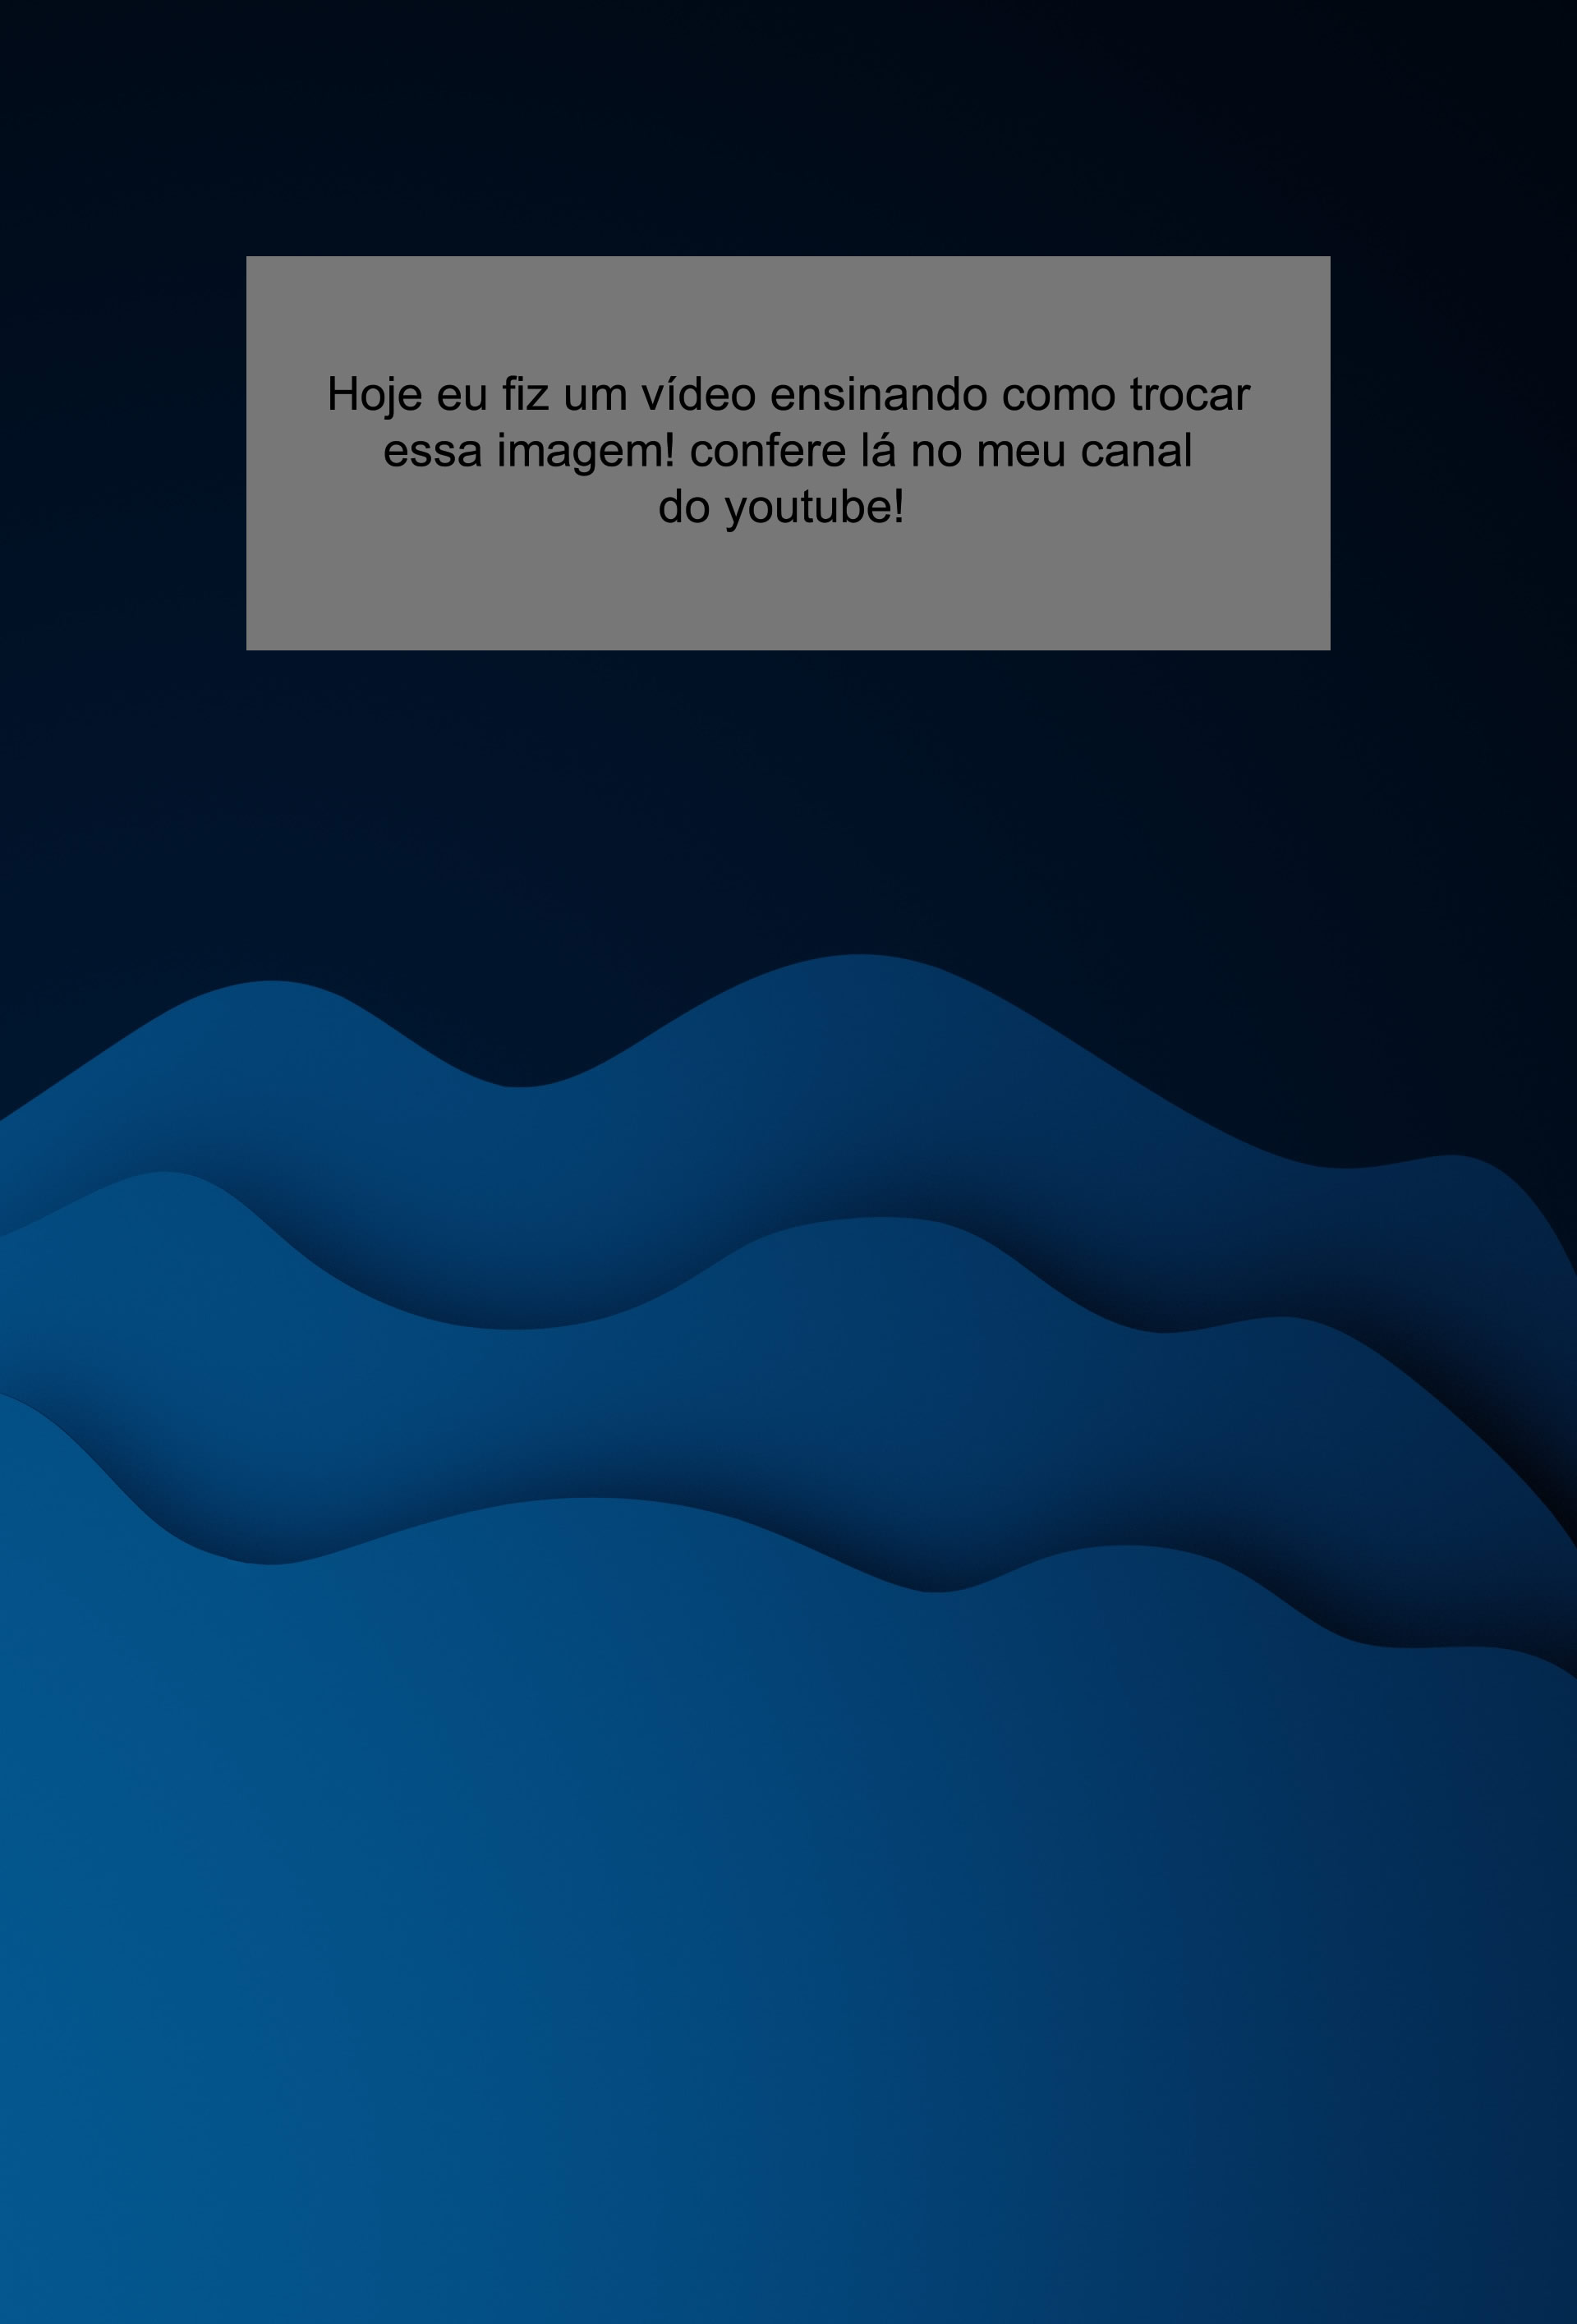 Hoje eu fiz um vídeo ensinando como trocar
essa imagem! confere lá no meu canal
do youtube!